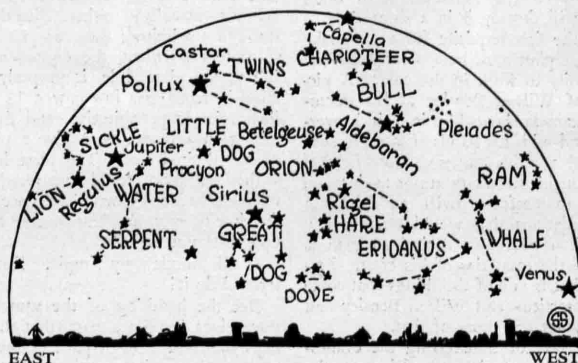 Capella
CHARIOTEER
Castor
TWINS
Pollux
BULL
Pleiades
SICKLE
Jupiter
LITTLE
DOG
Betelgeuse
Aldebaran
LION
Regulus
WATER
Procyon
ORION
RAM
SERPENT
Sirius
Rigel
HARE
GREAT
DOG
ERIDANUS
WHALE
DOVE
Venus
EAST
WEST